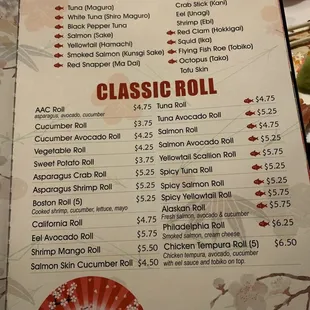 Tuna (Magura)
White Tuna (Shiro Maguro)
Black Pepper Tuna
Salmon (Sake)
Yellowtail (Hamachi)
Smoked Salmon (Kunsgi Sake)
Red Snapper (Ma Dai)
Crab Stick (Kani)
Eel (Unagi)
Shrimp (Ebi)
Red Clam (Hokkigai)
Squid (Ika)
Flying Fish Roe (Tobiko)
Octopus (Tako)
Tofu Skin
CLASSIC ROLL
AAC Roll $4.75
asparagus, avocado, cucumber
Cucumber Roll $3.75
Cucumber Avocado Roll $4.25
Vegetable Roll $4.25
Sweet Potato Roll $3.75
Asparagus Crab Roll $5.25
Asparagus Shrimp Roll $5.25
Boston Roll (5) $5.25
Cooked shrimp, cucumber, lettuce, mayo
California Roll $4.75
Eel Avocado Roll $5.75
Shrimp Mango Roll $5.50
Salmon Skin Cucumber Roll $4.50
Tuna Roll $4.75
Tuna Avocado Roll $5.25
Salmon Roll $4.75
Salmon Avocado Roll $5.25
Yellowtail Scallion Roll $5.75
Spicy Tuna Roll $5.25
Spicy Salmon Roll $5.25
Spicy Yellowtail Roll $5.75
Alaskan Roll $5.75
Fresh salmon, avocado & cucumber
Philadelphia Roll $6.25
Smoked salmon, cream cheese
Chicken Tempura Roll (5) $6.50
Chicken tempura, avocado, cucumber
with eel sauce and tobiko on top.